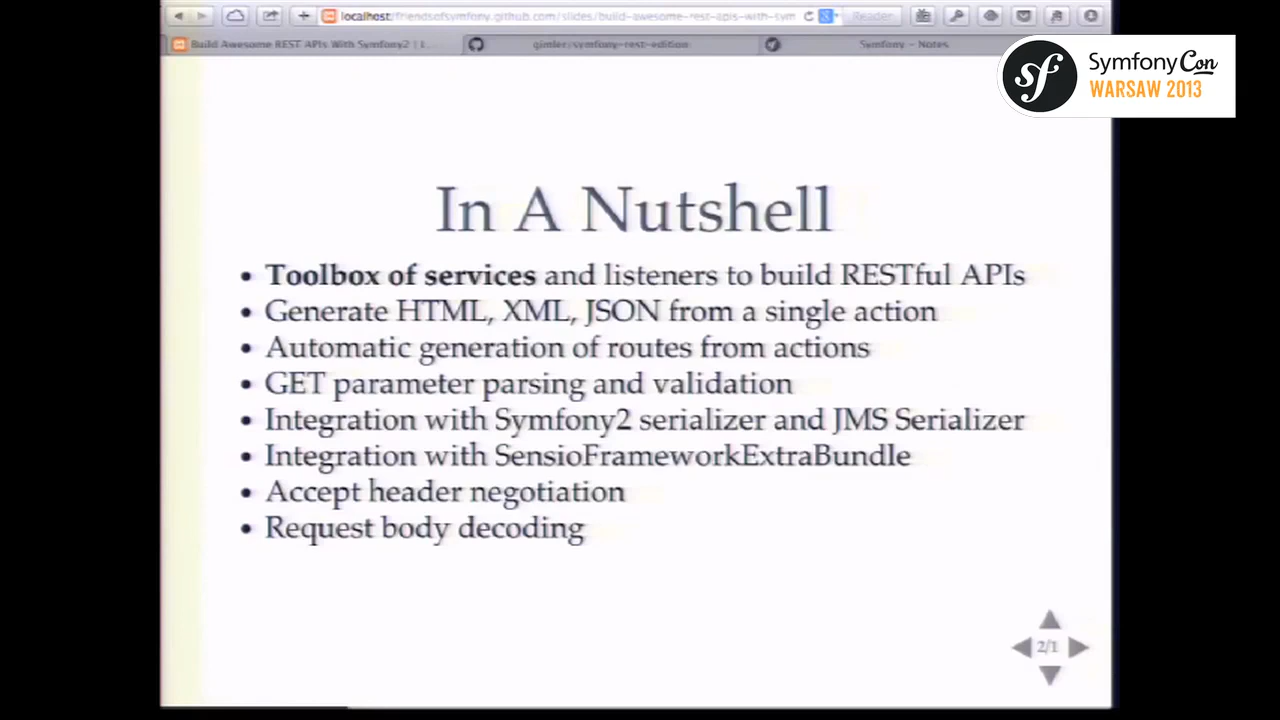 localhost/friendsofsymfony.github.com/slides/build-awesome-rest-apis-with-sym
Reader
Build Awesome REST APIs With Symfony2 | L...
gimler/symfony-rest-edition
Symfony – Notes
sf
SymfonyCon
WARSAW 2013
In A Nutshell
• Toolbox of services and listeners to build RESTful APIs
• Generate HTML, XML, JSON from a single action
• Automatic generation of routes from actions
• GET parameter parsing and validation
• Integration with Symfony2 serializer and JMS Serializer
• Integration with SensioFrameworkExtraBundle
• Accept header negotiation
• Request body decoding
2/1